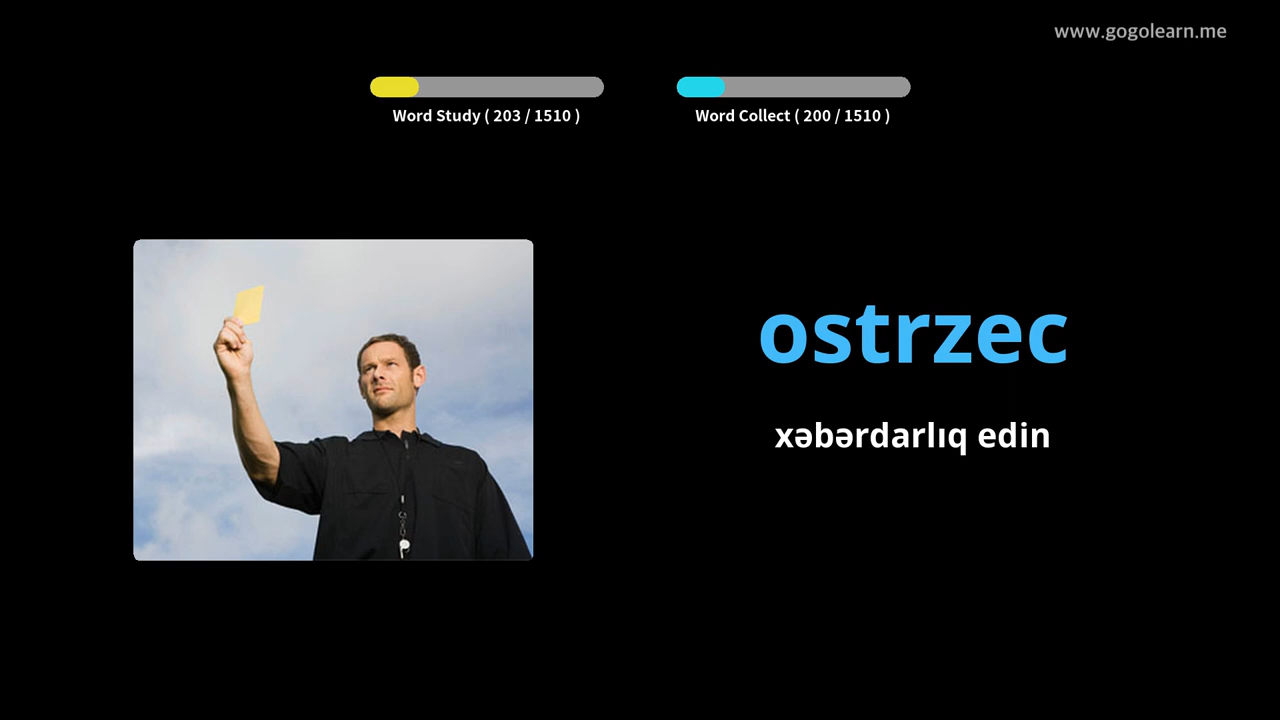 www.gogolearn.me
Word Study ( 203 / 1510 )
Word Collect ( 200 / 1510 )
ostrzec
xəbərdarlıq edin